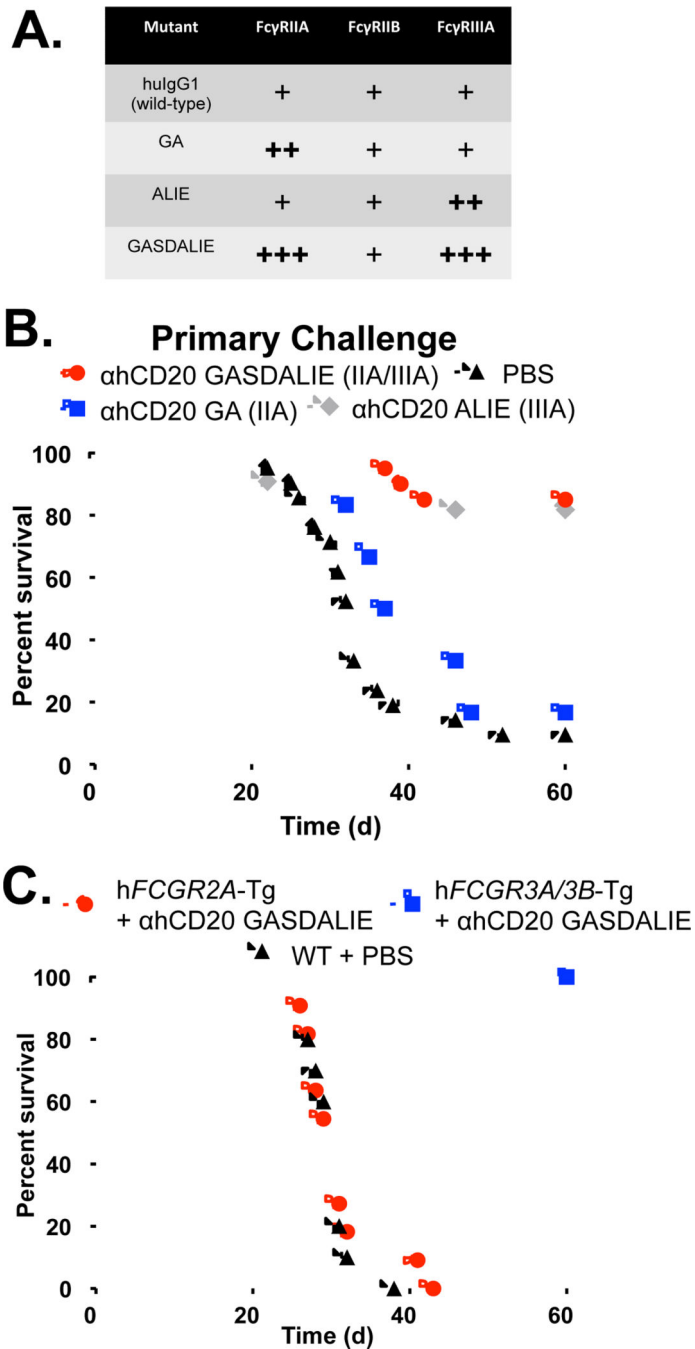 A.
Mutant FcγRIIA FcγRIIB FcγRIIIA
huIgG1 (wild-type) + + +
GA ++ + +
ALIE + + ++
GASDALIE +++ + +++
B. Primary Challenge
αhCD20 GASDALIE (IIA/IIIA) PBS
αhCD20 GA (IIA) αhCD20 ALIE (IIIA)
Percent survival
100
80
60
40
20
0
0 20 40 60
Time (d)
C.
hFCGR2A-Tg + αhCD20 GASDALIE
hFCGR3A/3B-Tg + αhCD20 GASDALIE
WT + PBS
Percent survival
100
80
60
40
20
0
0 20 40 60
Time (d)